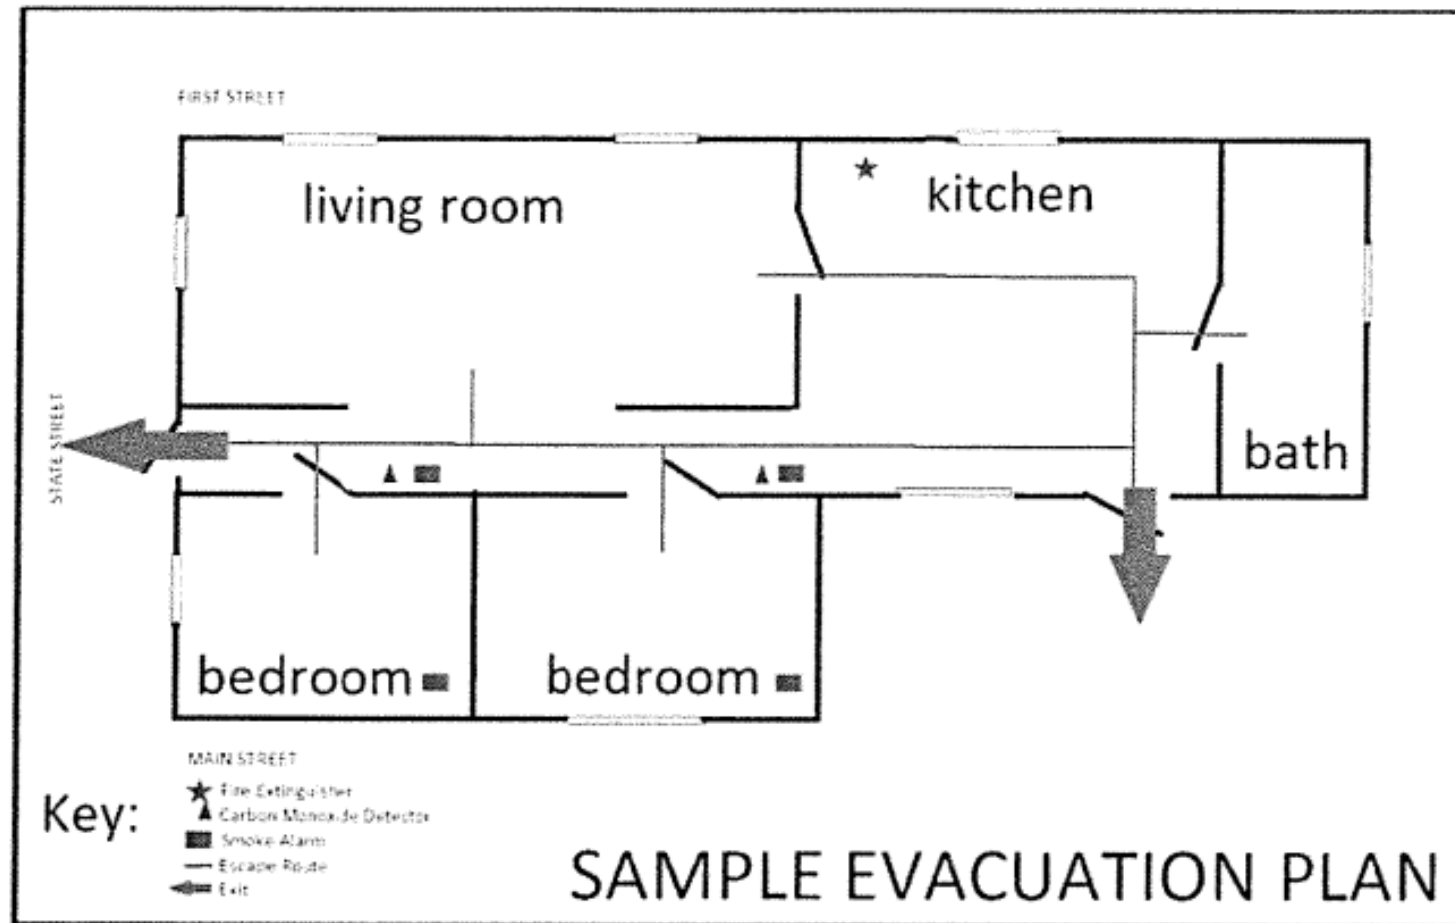 FIRST STREET
living room
kitchen
STATE STREET
bath
bedroom
bedroom
MAIN STREET
Key:
Fire Extinguisher
Carbon Monoxide Detector
Smoke Alarm
Escape Route
Exit
SAMPLE EVACUATION PLAN